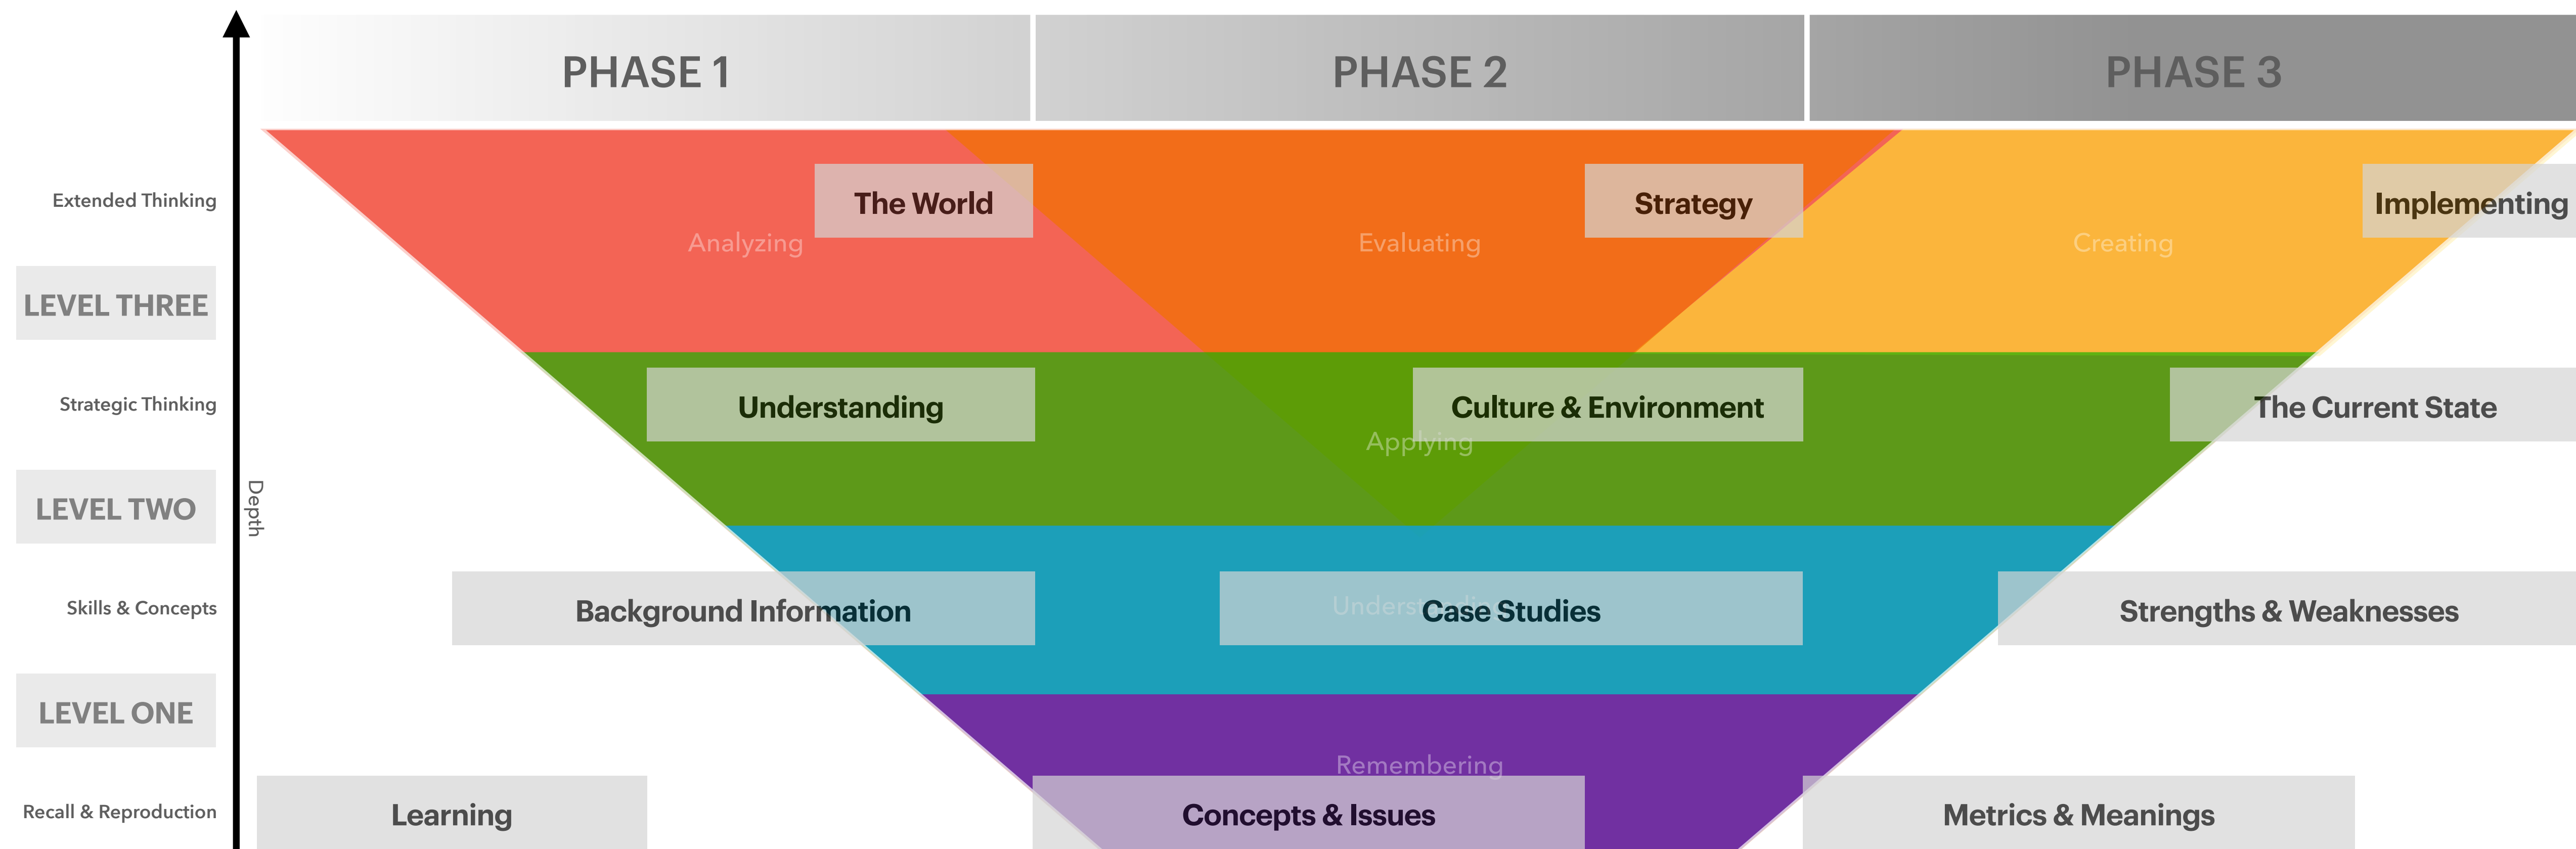 PHASE 1
PHASE 2
PHASE 3
Extended Thinking
The World
Strategy
Implementing
Analyzing
Evaluating
Creating
LEVEL THREE
Strategic Thinking
Understanding
Culture & Environment
The Current State
Applying
LEVEL TWO
Depth
Skills & Concepts
Background Information
Understanding
Case Studies
Strengths & Weaknesses
LEVEL ONE
Remembering
Recall & Reproduction
Learning
Concepts & Issues
Metrics & Meanings